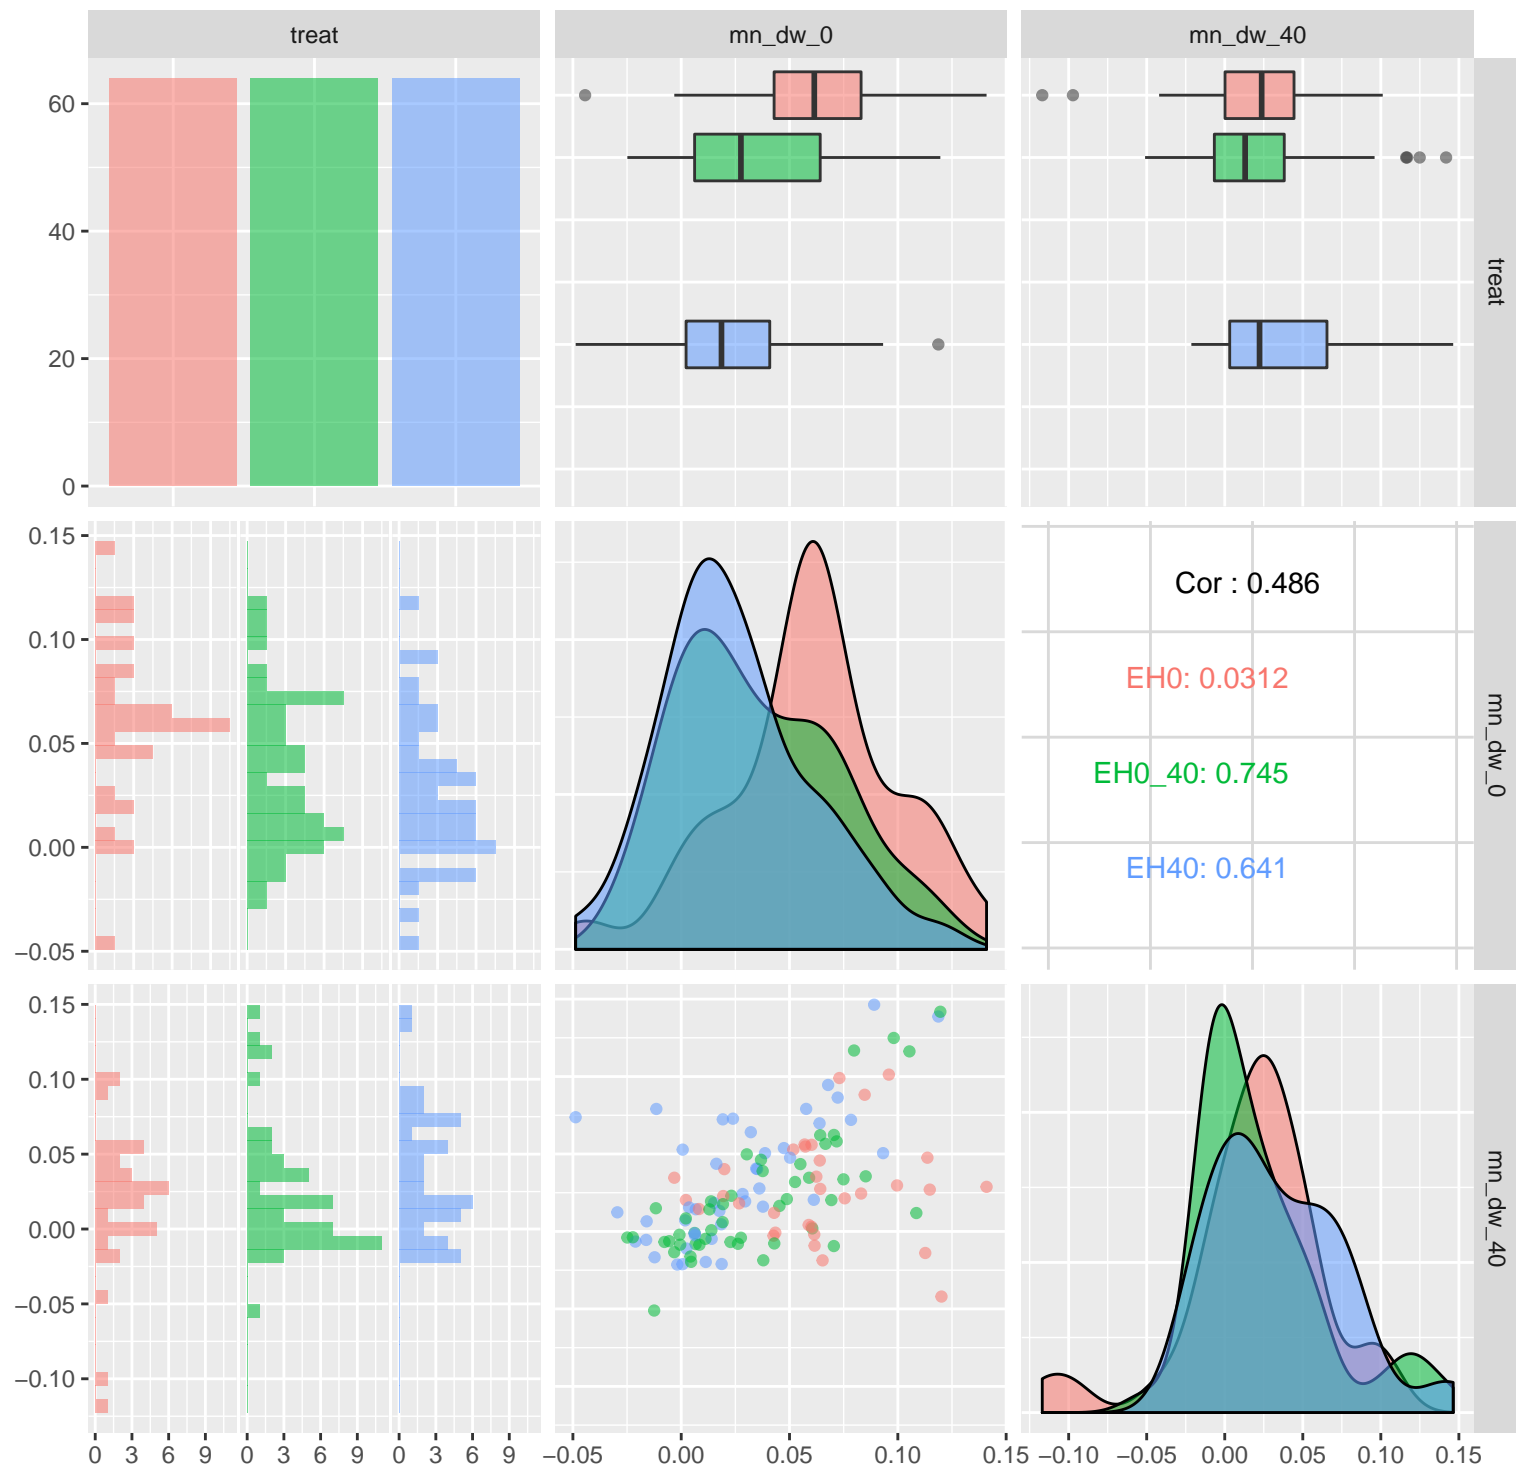 treat
mn_dw_0
mn_dw_40
60
40
20
0
treat
0.15
0.10
0.05
0.00
−0.05
Cor : 0.486
EH0: 0.0312
EH0_40: 0.745
EH40: 0.641
mn_dw_0
0.15
0.10
0.05
0.00
−0.05
−0.10
mn_dw_40
0 3 6 9 0 3 6 9 0 3 6 9
−0.05 0.00 0.05 0.10 0.15
−0.10 −0.05 0.00 0.05 0.10 0.15